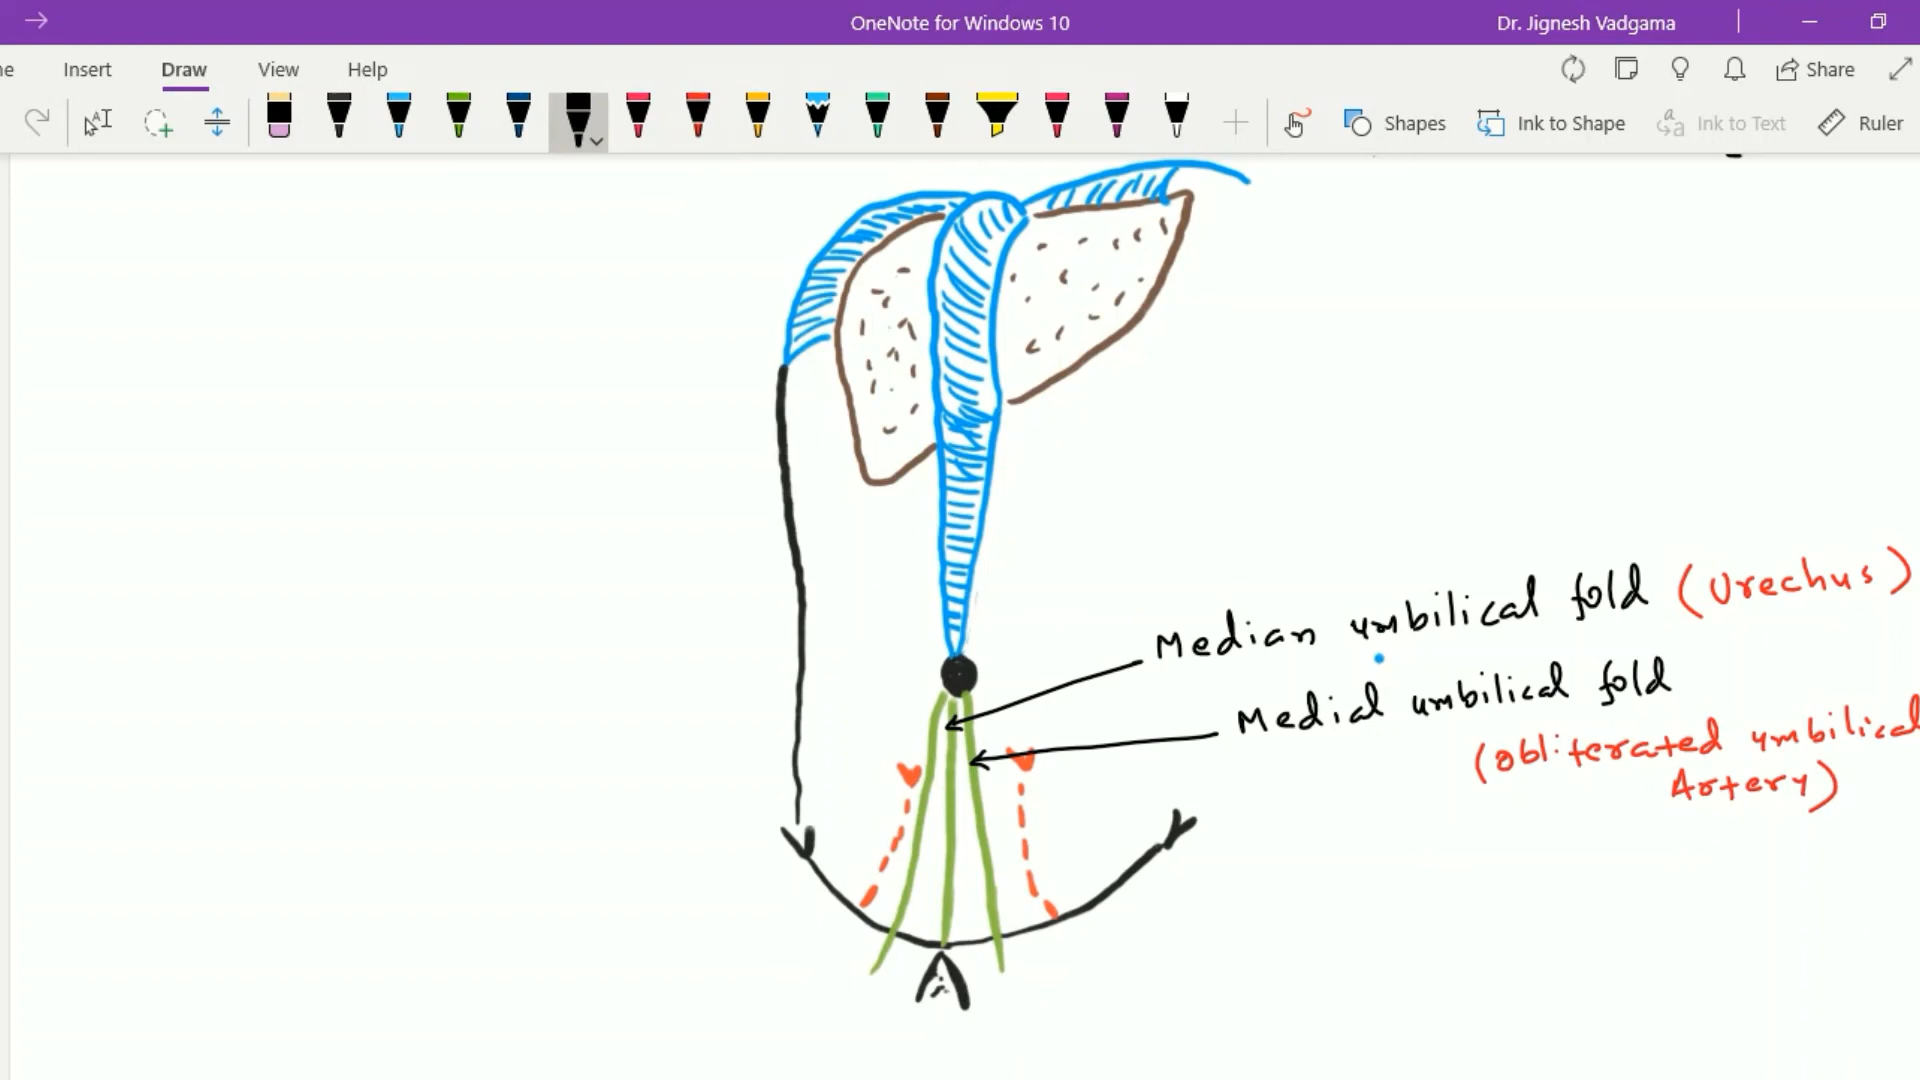 OneNote for Windows 10
Dr. Jignesh Vadgama
Insert Draw View Help
Share
Shapes
Ink to Shape
Ink to Text
Ruler
Median umbilical fold (Urechus)
Medial umbilical fold
(obliterated umbilical
Artery)